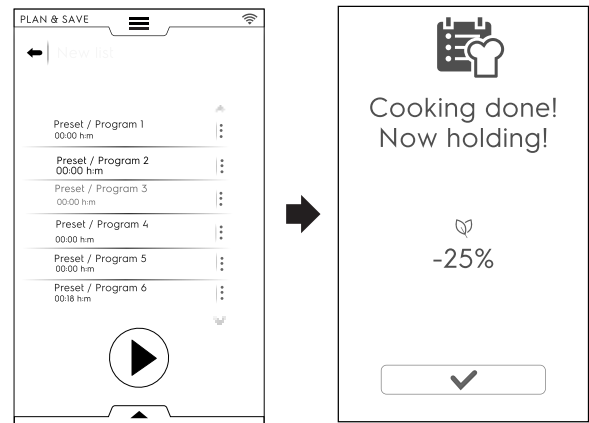 PLAN & SAVE
New list
Preset / Program 1
00:00 h:m
Preset / Program 2
00:00 h:m
Preset / Program 3
00:00 h:m
Preset / Program 4
00:00 h:m
Preset / Program 5
00:00 h:m
Preset / Program 6
00:18 h:m
Cooking done!
Now holding!
-25%